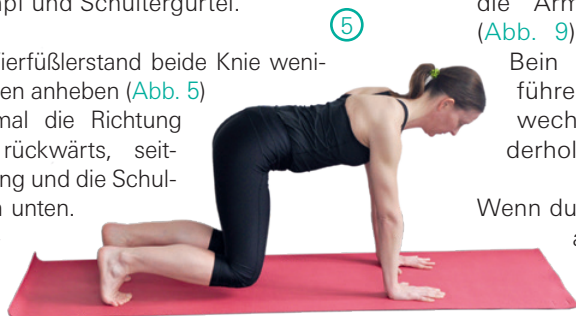 pf und Schultergürtel.
ierfüßlerstand beide Knie weni-
en anheben (Abb. 5)
mal die Richtung
rückwärts, seit-
ng und die Schul-
unten.
5
die Arm
(Abb. 9)
Bein
führe
wech
derhol
Wenn du
a